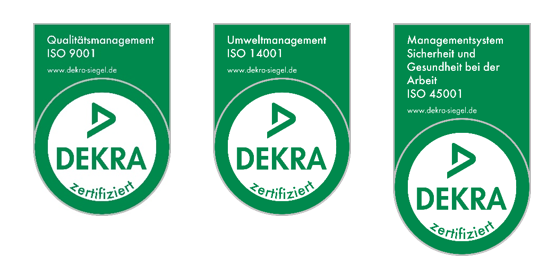 Qualitätsmanagement
ISO 9001
www.dekra-siegel.de
DEKRA
zertifiziert
Umweltmanagement
ISO 14001
www.dekra-siegel.de
DEKRA
zertifiziert
Managementsystem
Sicherheit und
Gesundheit bei der
Arbeit
ISO 45001
www.dekra-siegel.de
DEKRA
zertifiziert